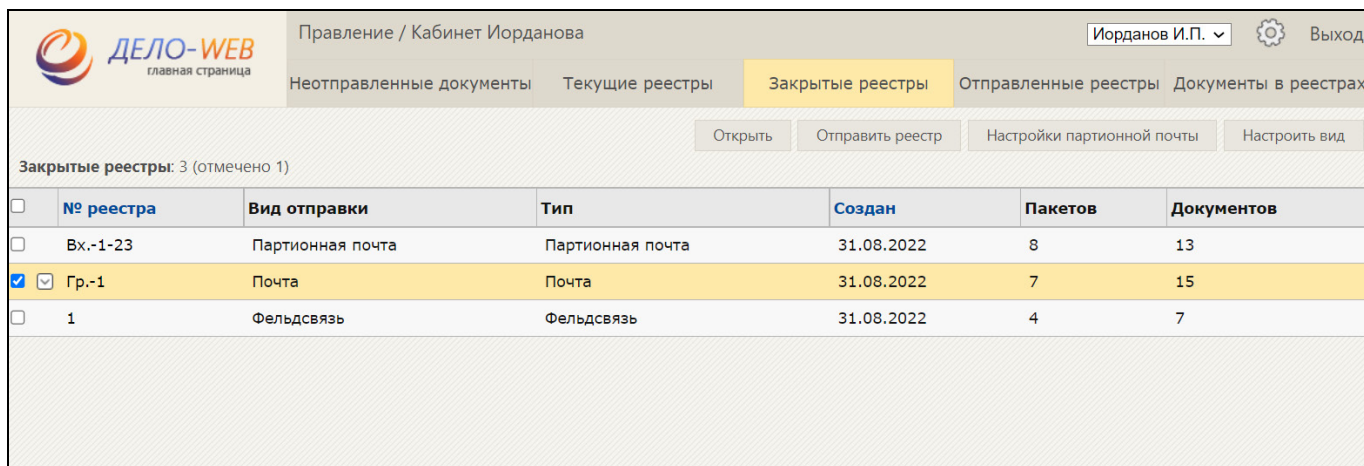 ДЕЛО-WEB
главная страница
Правление / Кабинет Иорданова
Иорданов И.П.
Выход
Неотправленные документы Текущие реестры Закрытые реестры Отправленные реестры Документы в реестрах
Открыть Отправить реестр Настройки партионной почты Настроить вид
Закрытые реестры: 3 (отмечено 1)
№ реестра Вид отправки Тип Создан Пакетов Документов
Вх.-1-23 Партионная почта Партионная почта 31.08.2022 8 13
Гр.-1 Почта Почта 31.08.2022 7 15
1 Фельдсвязь Фельдсвязь 31.08.2022 4 7